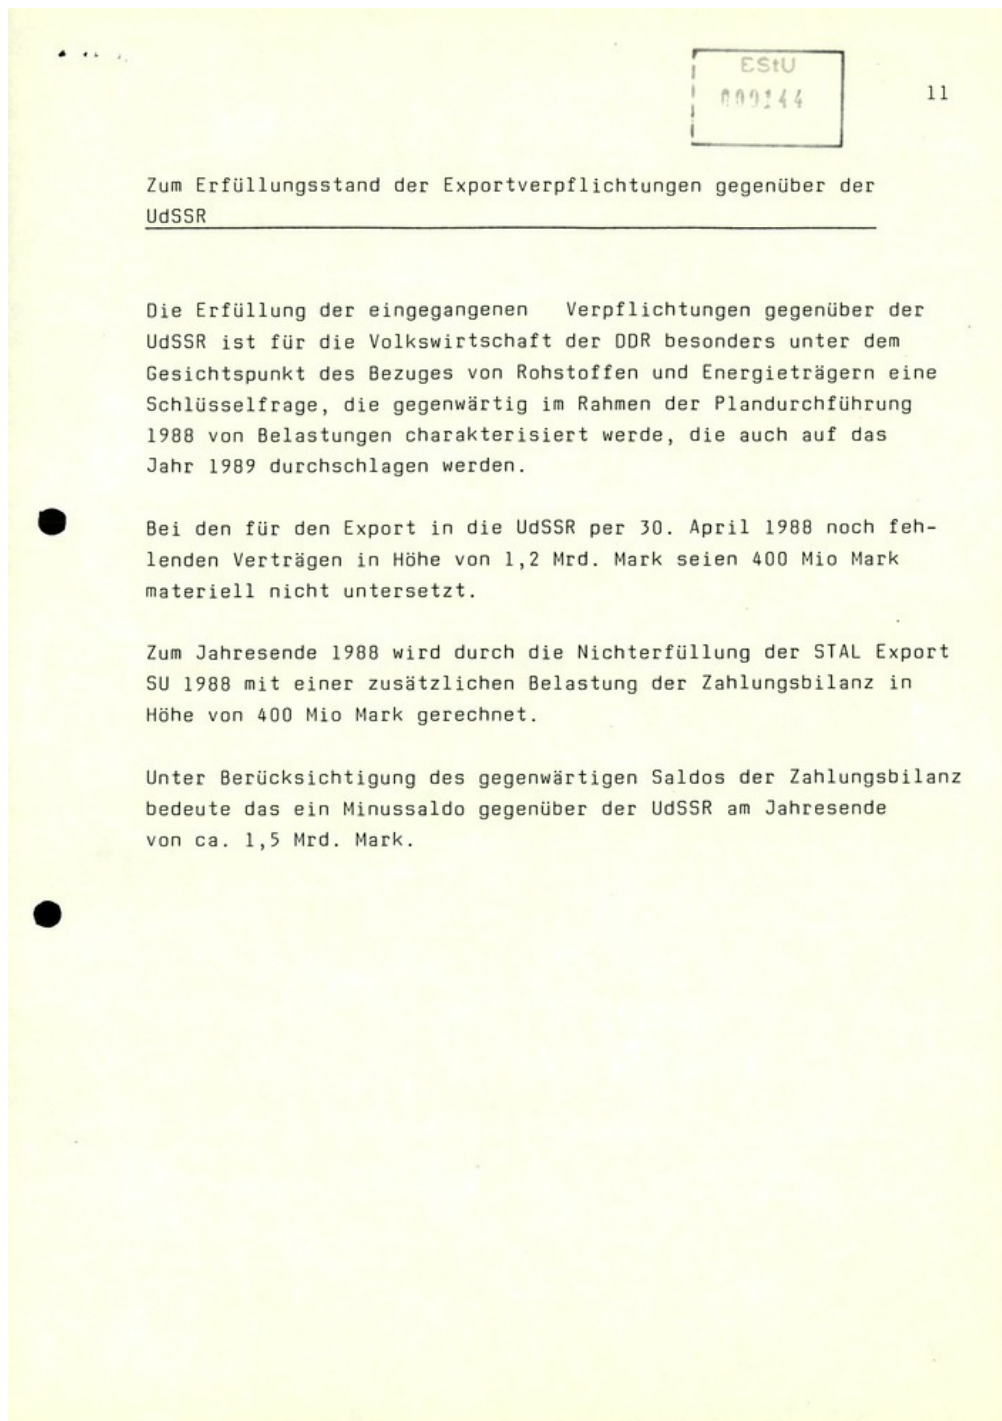 BStU
000144
11
Zum Erfüllungsstand der Exportverpflichtungen gegenüber der
UdSSR
Die Erfüllung der eingegangenen Verpflichtungen gegenüber der
UdSSR ist für die Volkswirtschaft der DDR besonders unter dem
Gesichtspunkt des Bezuges von Rohstoffen und Energieträgern eine
Schlüsselfrage, die gegenwärtig im Rahmen der Plandurchführung
1988 von Belastungen charakterisiert werde, die auch auf das
Jahr 1989 durchschlagen werden.
Bei den für den Export in die UdSSR per 30. April 1988 noch feh-
lenden Verträgen in Höhe von 1,2 Mrd. Mark seien 400 Mio Mark
materiell nicht untersetzt.
Zum Jahresende 1988 wird durch die Nichterfüllung der STAL Export
SU 1988 mit einer zusätzlichen Belastung der Zahlungsbilanz in
Höhe von 400 Mio Mark gerechnet.
Unter Berücksichtigung des gegenwärtigen Saldos der Zahlungsbilanz
bedeute das ein Minussaldo gegenüber der UdSSR am Jahresende
von ca. 1,5 Mrd. Mark.